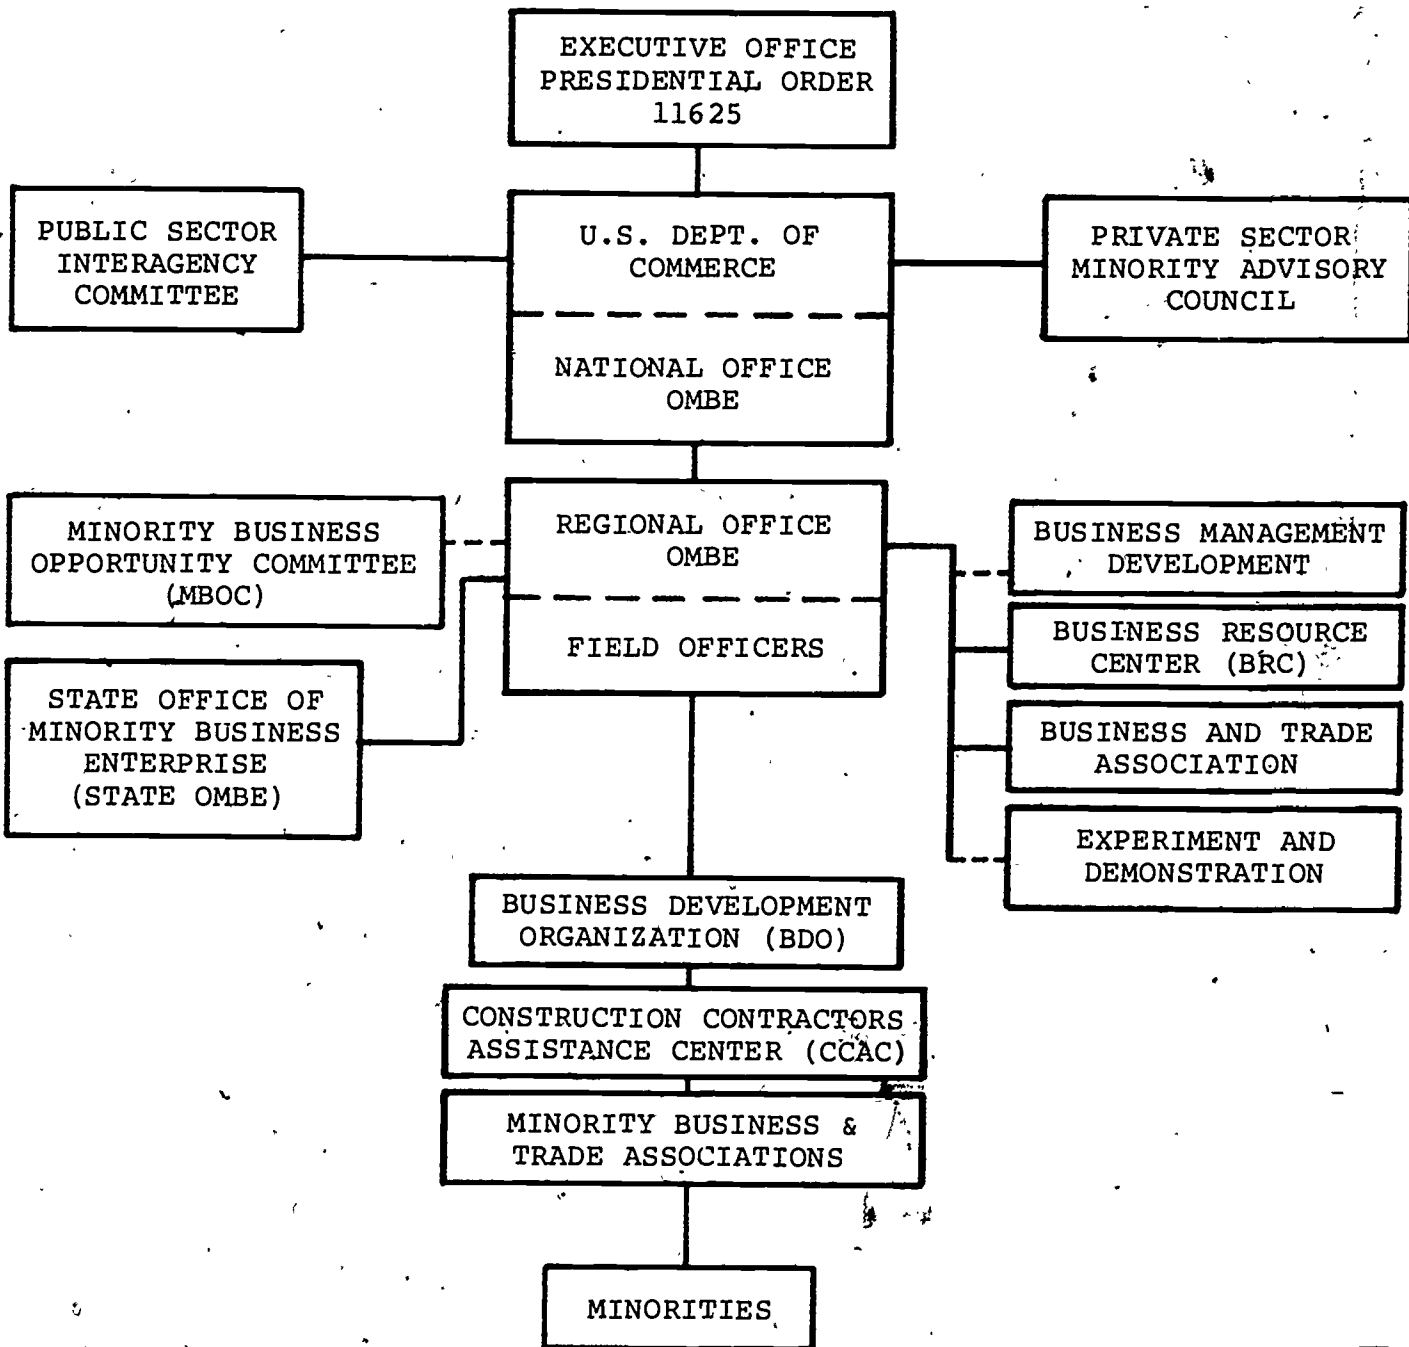 EXECUTIVE OFFICE
PRESIDENTIAL ORDER
11625
PUBLIC SECTOR
INTERAGENCY
COMMITTEE
U.S. DEPT. OF
COMMERCE
NATIONAL OFFICE
OMBE
PRIVATE SECTOR
MINORITY ADVISORY
COUNCIL
MINORITY BUSINESS
OPPORTUNITY COMMITTEE
(MBOC)
STATE OFFICE OF
MINORITY BUSINESS
ENTERPRISE
(STATE OMBE)
REGIONAL OFFICE
OMBE
FIELD OFFICERS
BUSINESS MANAGEMENT
DEVELOPMENT
BUSINESS RESOURCE
CENTER (BRC)
BUSINESS AND TRADE
ASSOCIATION
EXPERIMENT AND
DEMONSTRATION
BUSINESS DEVELOPMENT
ORGANIZATION (BDO)
CONSTRUCTION CONTRACTORS
ASSISTANCE CENTER (CCAC)
MINORITY BUSINESS &
TRADE ASSOCIATIONS
MINORITIES